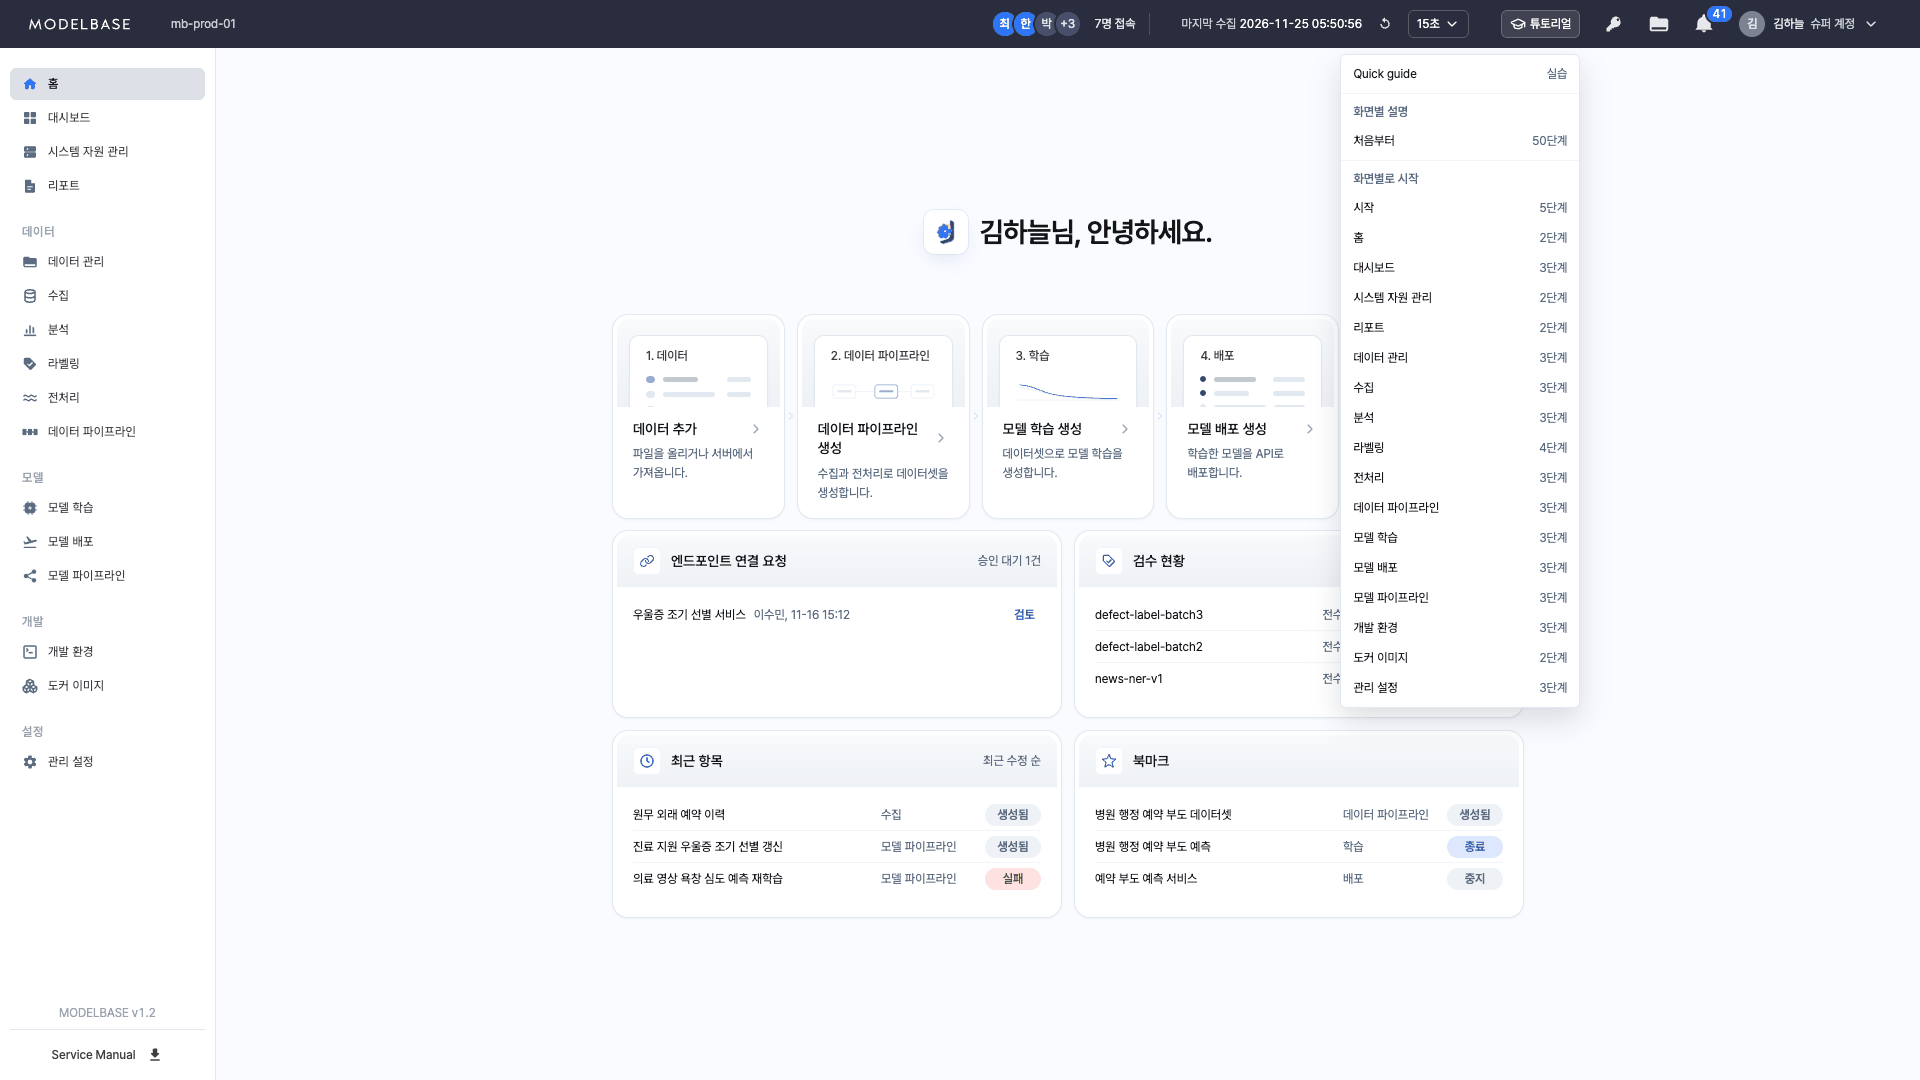 MODELBASE
mb-prod-01
최 한 박 +3 7명 접속
마지막 수집 2026-11-25 05:50:56
15초
튜토리얼
41
김 김하늘 슈퍼 계정
홈
대시보드
시스템 자원 관리
리포트
데이터
데이터 관리
수집
분석
라벨링
전처리
데이터 파이프라인
모델
모델 학습
모델 배포
모델 파이프라인
개발
개발 환경
도커 이미지
설정
관리 설정
MODELBASE v1.2
Service Manual
김하늘님, 안녕하세요.
1. 데이터
데이터 추가
파일을 올리거나 서버에서
가져옵니다.
2. 데이터 파이프라인
데이터 파이프라인
생성
수집과 전처리로 데이터셋을
생성합니다.
3. 학습
모델 학습 생성
데이터셋으로 모델 학습을
생성합니다.
4. 배포
모델 배포 생성
학습한 모델을 API로
배포합니다.
엔드포인트 연결 요청 승인 대기 1건
우울증 조기 선별 서비스 이수민, 11-16 15:12 검토
검수 현황
defect-label-batch3 전수
defect-label-batch2 전수
news-ner-v1 전수
최근 항목 최근 수정 순
원무 외래 예약 이력 수집 생성됨
진료 지원 우울증 조기 선별 갱신 모델 파이프라인 생성됨
의료 영상 욕창 심도 예측 재학습 모델 파이프라인 실패
북마크
병원 행정 예약 부도 데이터셋 데이터 파이프라인 생성됨
병원 행정 예약 부도 예측 학습 종료
예약 부도 예측 서비스 배포 중지
Quick guide 실습
화면별 설명
처음부터 50단계
화면별로 시작
시작 5단계
홈 2단계
대시보드 3단계
시스템 자원 관리 2단계
리포트 2단계
데이터 관리 3단계
수집 3단계
분석 3단계
라벨링 4단계
전처리 3단계
데이터 파이프라인 3단계
모델 학습 3단계
모델 배포 3단계
모델 파이프라인 3단계
개발 환경 3단계
도커 이미지 2단계
관리 설정 3단계